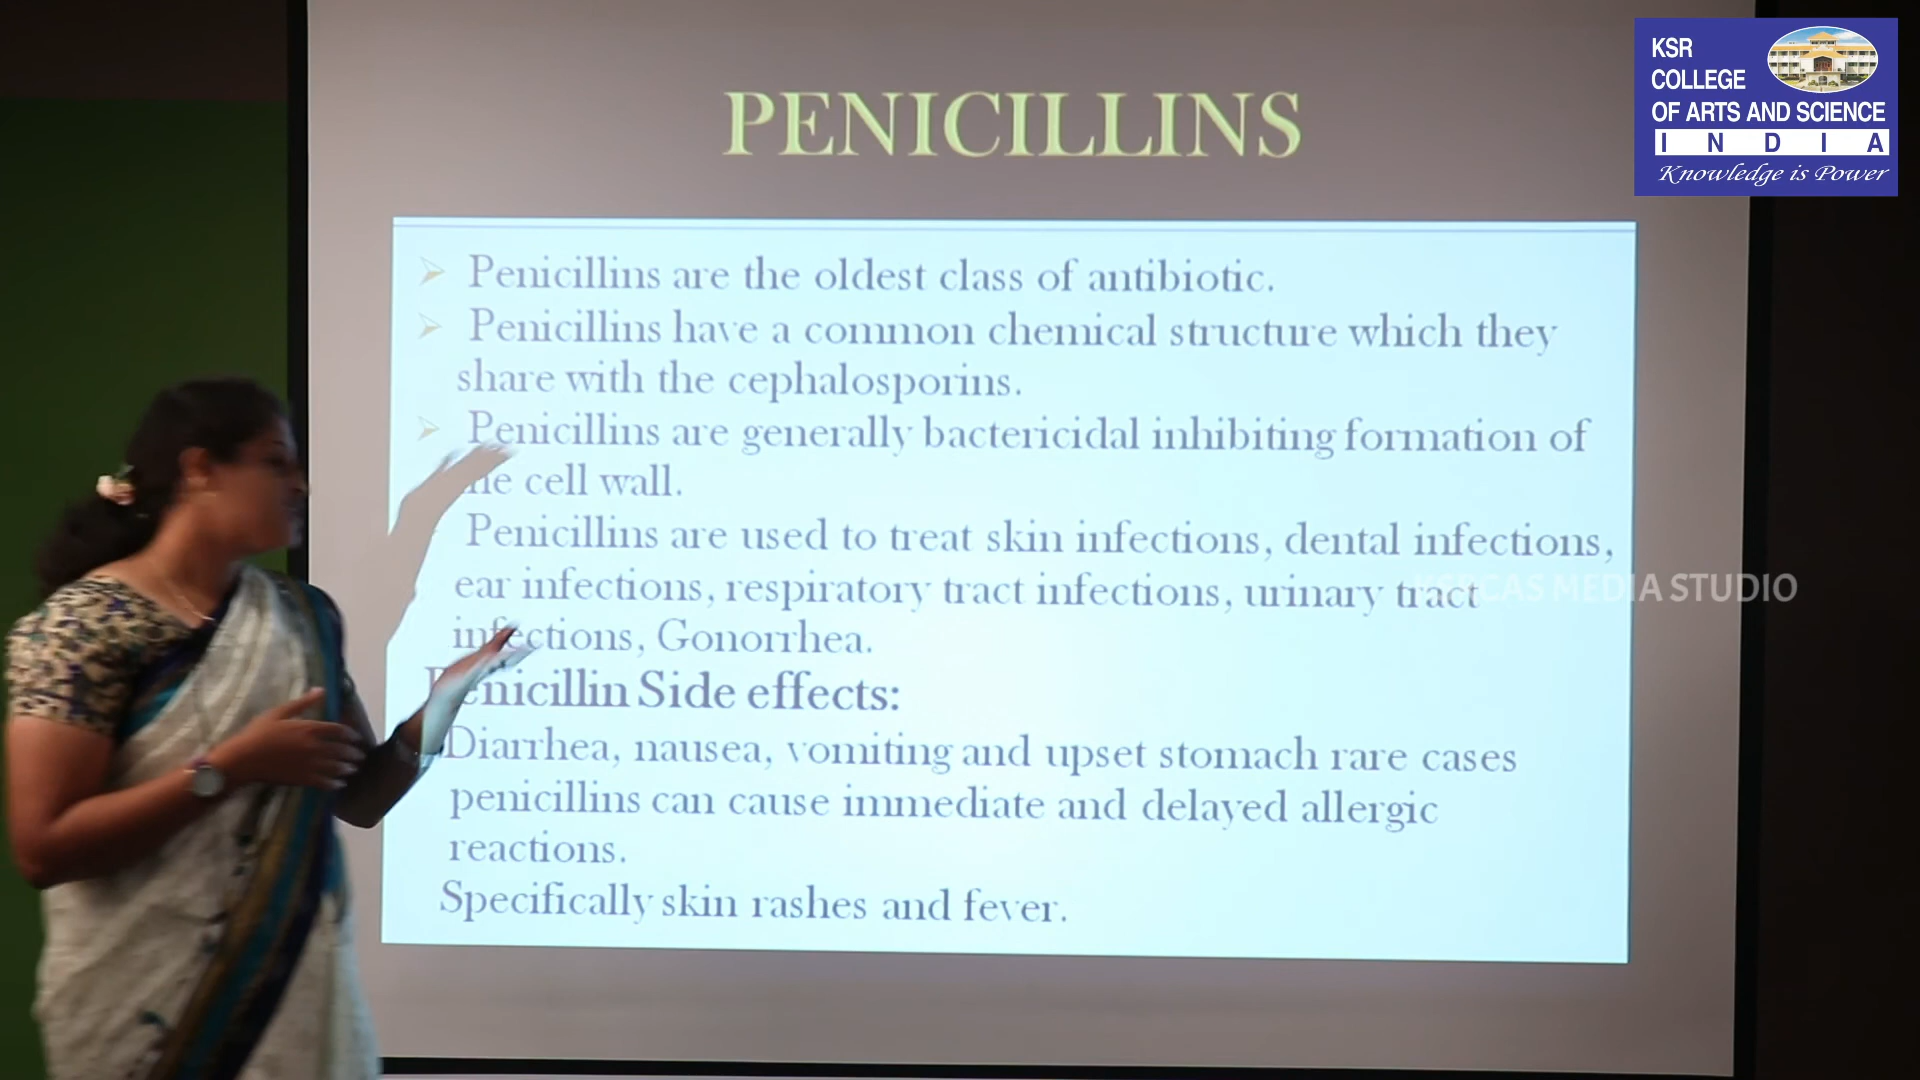 KSR
COLLEGE
OF ARTS AND SCIENCE
INDIA
Knowledge is Power
PENICILLINS
Penicillins are the oldest class of antibiotic.
Penicillins have a common chemical structure which they
share with the cephalosporins.
Penicillins are generally bactericidal inhibiting formation of
cell wall.
Penicillins are used to treat skin infections, dental infections,
ear infections, respiratory tract infections, urinary tract
infections, Gonorrhea.
Penicillin Side effects:
Diarrhea, nausea, vomiting and upset stomach rare cases
penicillins can cause immediate and delayed allergic
reactions.
Specifically skin rashes and fever.
MEDIA STUDIO